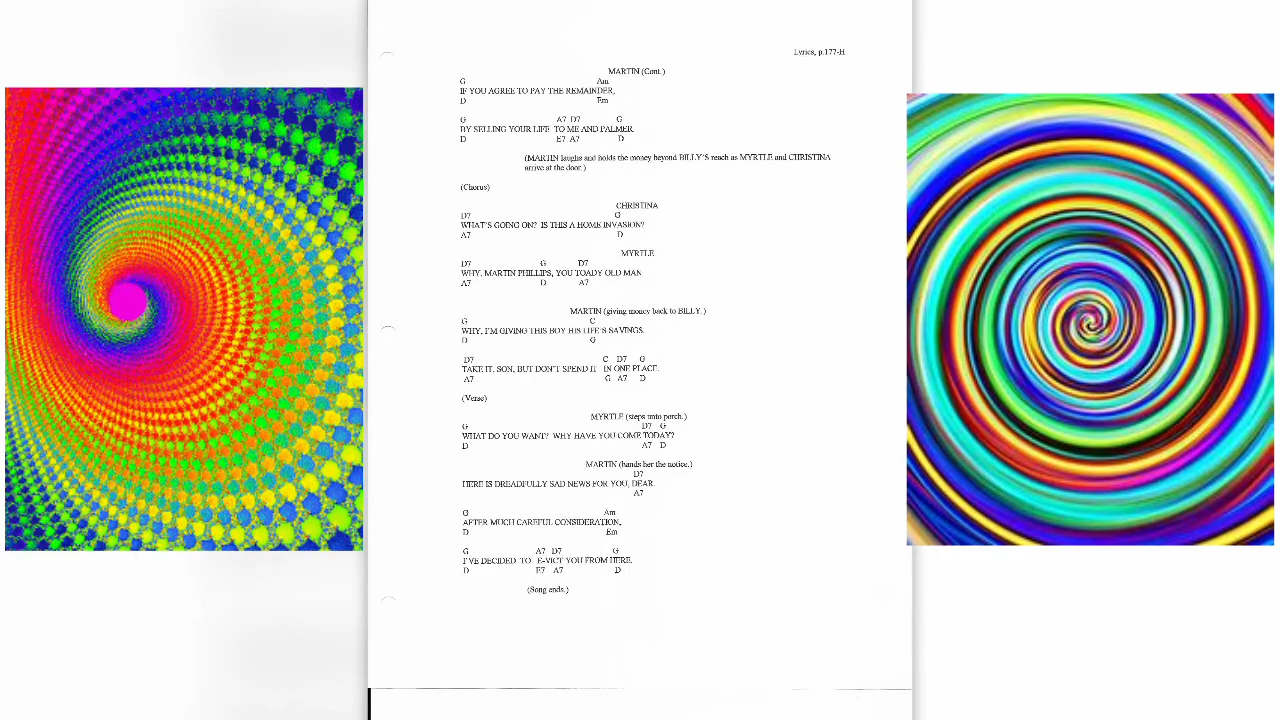 Lyrics, p.177-H
MARTIN (Cont.)
G Am
IF YOU AGREE TO PAY THE REMAINDER,
D Em
G A7 D7 G
BY SELLING YOUR LIFE TO ME AND PALMER.
D E7 A7 D
(MARTIN laughs and holds the money beyond BILLY'S reach as MYRTLE and CHRISTINA
arrive at the door.)
(Chorus)
CHRISTINA
D7 G
WHAT'S GOING ON? IS THIS A HOME INVASION?
A7 D
MYRTLE
D7 G D7
WHY, MARTIN PHILLIPS, YOU TOADY OLD MAN.
A7 D A7
MARTIN (giving money back to BILLY.)
G C
WHY, I'M GIVING THIS BOY HIS LIFE'S SAVINGS.
D G
D7 C D7 G
TAKE IT, SON, BUT DON'T SPEND IT IN ONE PLACE.
A7 G A7 D
(Verse)
MYRTLE (steps unto porch.)
G D7 G
WHAT DO YOU WANT? WHY HAVE YOU COME TODAY?
D A7 D
MARTIN (hands her the notice.)
D7
HERE IS DREADFULLY SAD NEWS FOR YOU, DEAR.
A7
G Am
AFTER MUCH CAREFUL CONSIDERATION,
D Em
G A7 D7 G
I'VE DECIDED TO E-VICT YOU FROM HERE.
D E7 A7 D
(Song ends.)